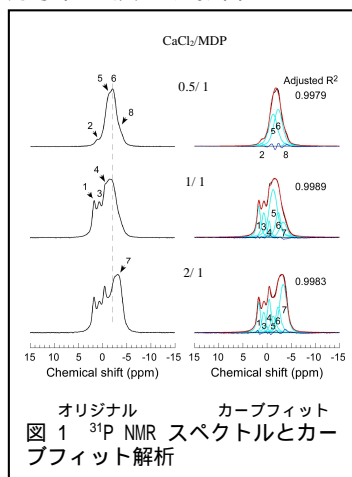 CaCl₂/MDP
5 6
0.5/ 1
Adjusted R²
0.9979
2
8
6
5
2 8
4
1/ 1
0.9989
1 3
5
1 3 4 6 7
7
2/ 1
0.9983
7
4
1 3 5 6
15 10 5 0 -5 -10 -15
15 10 5 0 -5 -10 -15
Chemical shift (ppm)
Chemical shift (ppm)
オリジナル
カーブフィット
図 1 ³¹P NMR スペクトルとカー
ブフィット解析